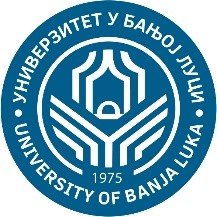 УНИВЕРЗИТЕТ У БАЊОЈ ЛУЦИ
1975
UNIVERSITY OF BANJA LUKA